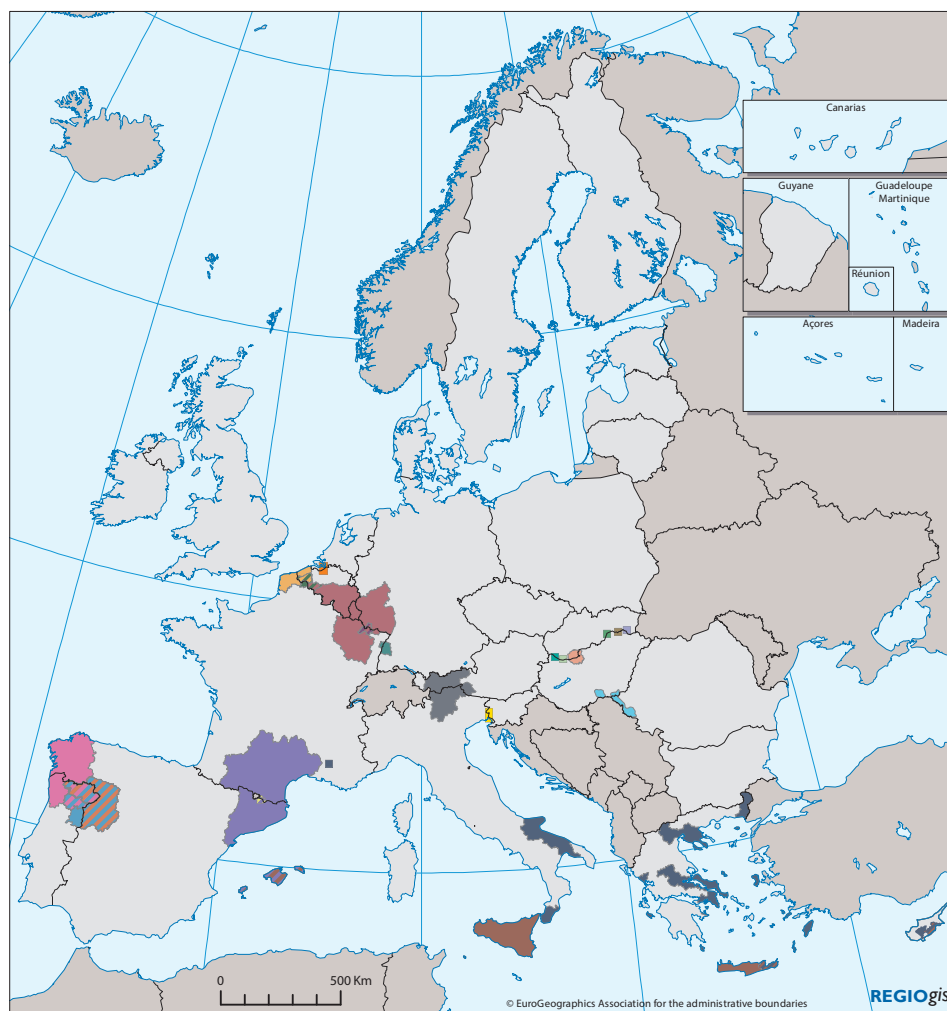 Canarias
Guyane
Guadeloupe
Martinique
Réunion
Açores
Madeira
0 500 Km
© EuroGeographics Association for the administrative boundaries
REGIOgis